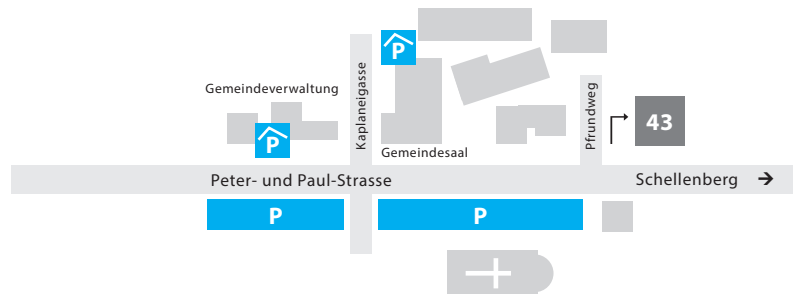 P
Gemeindeverwaltung
Kaplaneigasse
Pfrundweg
43
P
Gemeindesaal
Peter- und Paul-Strasse
Schellenberg →
P
P